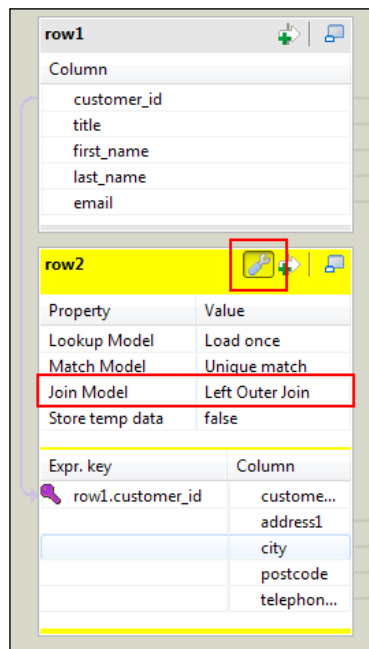 row1
Column
customer_id
title
first_name
last_name
email
row2
Property Value
Lookup Model Load once
Match Model Unique match
Join Model Left Outer Join
Store temp data false
Expr. key Column
row1.customer_id custome...
address1
city
postcode
telephon...